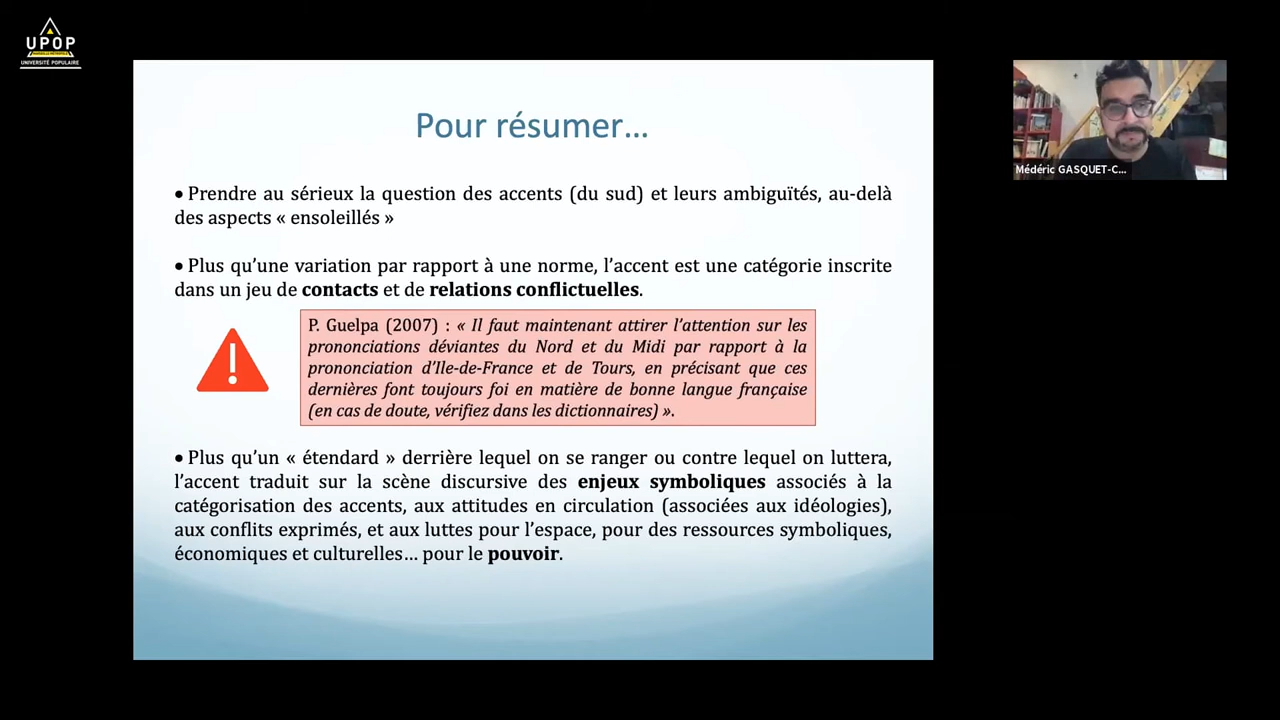 UPOP
UNIVERSITÉ POPULAIRE
Pour résumer...
• Prendre au sérieux la question des accents (du sud) et leurs ambiguïtés, au-delà
des aspects « ensoleillés »
• Plus qu'une variation par rapport à une norme, l'accent est une catégorie inscrite
dans un jeu de contacts et de relations conflictuelles.
P. Guelpa (2007) : « Il faut maintenant attirer l'attention sur les
prononciations déviantes du Nord et du Midi par rapport à la
prononciation d'Ile-de-France et de Tours, en précisant que ces
dernières font toujours foi en matière de bonne langue française
(en cas de doute, vérifiez dans les dictionnaires) ».
• Plus qu'un « étendard » derrière lequel on se ranger ou contre lequel on luttera,
l'accent traduit sur la scène discursive des enjeux symboliques associés à la
catégorisation des accents, aux attitudes en circulation (associées aux idéologies),
aux conflits exprimés, et aux luttes pour l'espace, pour des ressources symboliques,
économiques et culturelles... pour le pouvoir.
Médéric GASQUET-C...